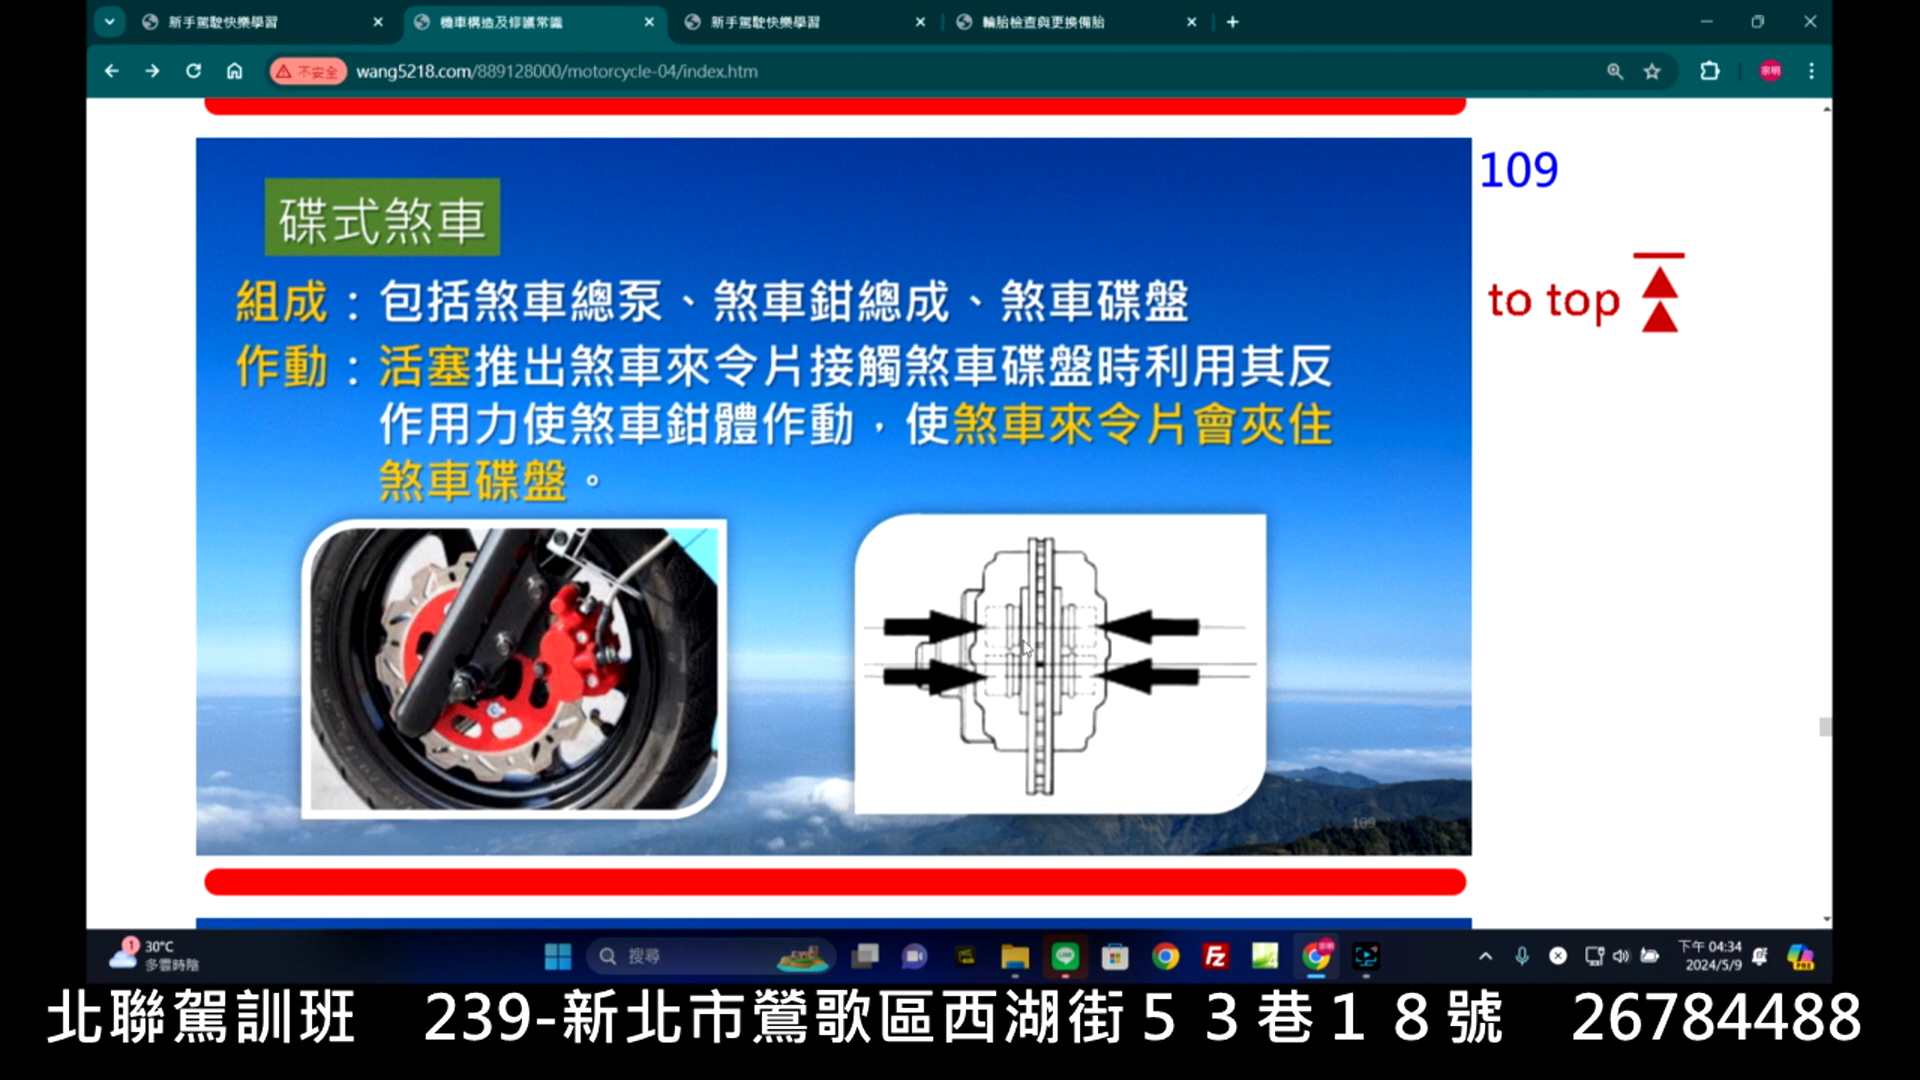 新手駕駛快樂學習
機車構造及修護常識
新手駕駛快樂學習
輪胎檢查與更換備胎
不安全
wang5218.com/889128000/motorcycle-04/index.htm
109
to top
碟式煞車
組成：包括煞車總泵、煞車鉗總成、煞車碟盤
作動：活塞推出煞車來令片接觸煞車碟盤時利用其反
作用力使煞車鉗體作動，使煞車來令片會夾住
煞車碟盤。
109
1
30°C
多雲時陰
搜尋
下午 04:34
2024/5/9
北聯駕訓班 239-新北市鶯歌區西湖街５３巷１８號 26784488